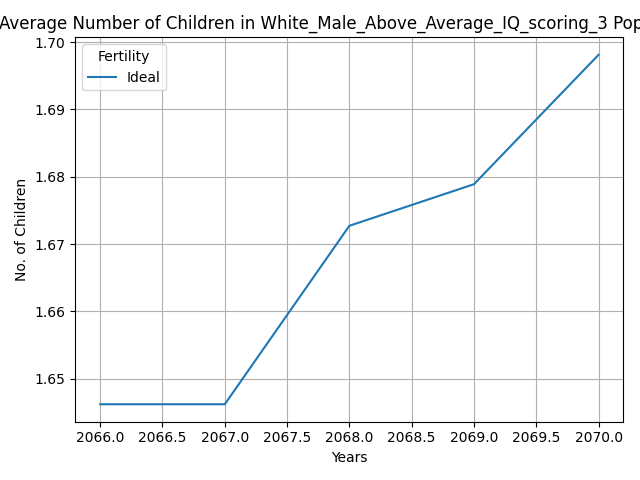 Average Number of Children in White_Male_Above_Average_IQ_scoring_3 Pop
Fertility
Ideal
1.70
1.69
1.68
1.67
1.66
1.65
No. of Children
2066.0 2066.5 2067.0 2067.5 2068.0 2068.5 2069.0 2069.5 2070.0
Years